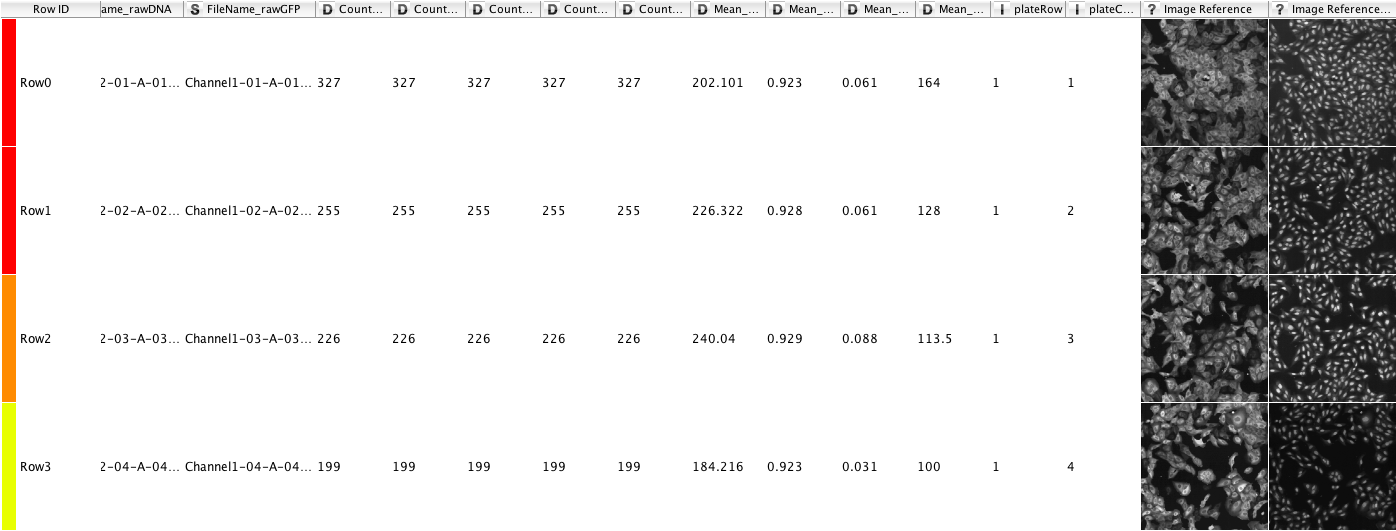 Row ID ame_rawDNA S FileName_rawGFP D Count... D Count... D Count... D Count... D Count... D Mean_... D Mean_... D Mean_... D Mean_... I plateRow I plateC... ? Image Reference ? Image Reference...
Row0 2-01-A-01... Channel1-01-A-01... 327 327 327 327 327 202.101 0.923 0.061 164 1 1
Row1 2-02-A-02... Channel1-02-A-02... 255 255 255 255 255 226.322 0.928 0.061 128 1 2
Row2 2-03-A-03... Channel1-03-A-03... 226 226 226 226 226 240.04 0.929 0.088 113.5 1 3
Row3 2-04-A-04... Channel1-04-A-04... 199 199 199 199 199 184.216 0.923 0.031 100 1 4